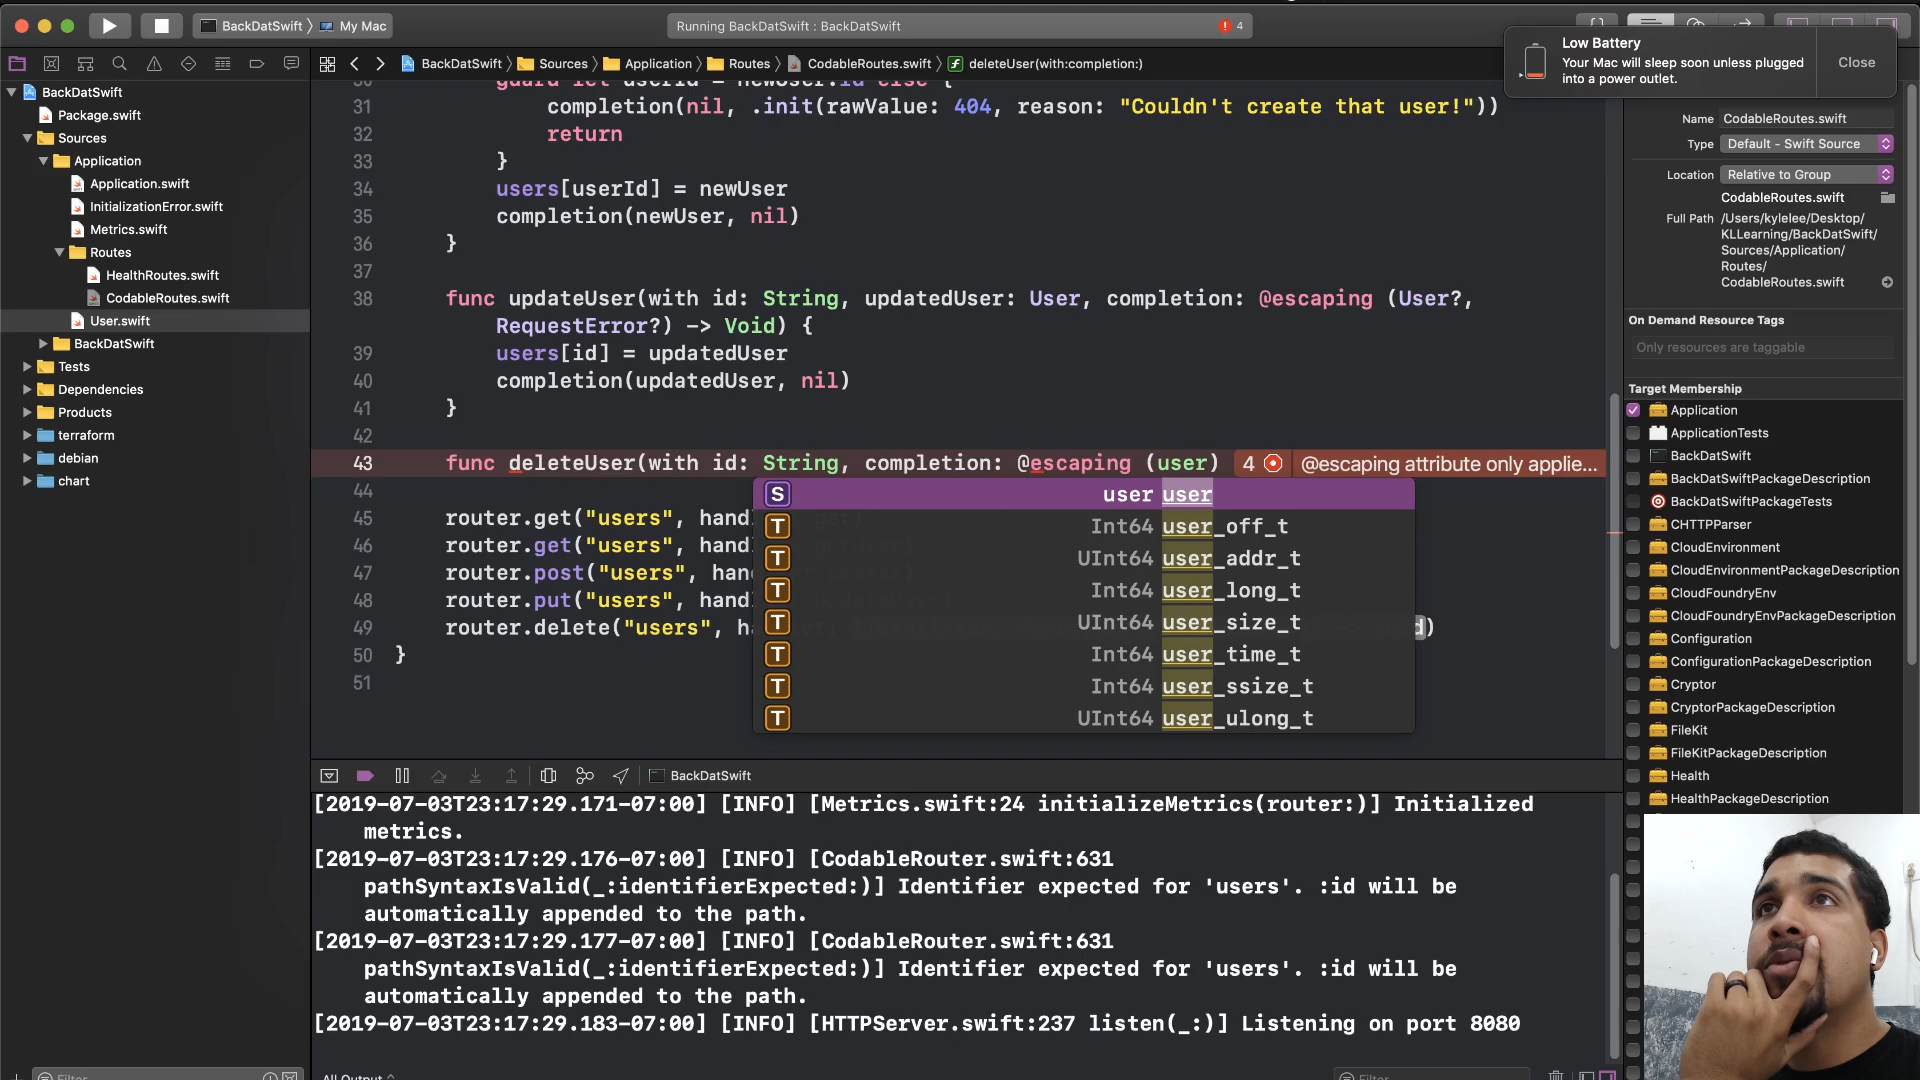 BackDatSwift
My Mac
Running BackDatSwift : BackDatSwift
4
Low Battery
Your Mac will sleep soon unless plugged
into a power outlet.
Close
BackDatSwift
Sources
Application
Routes
CodableRoutes.swift
deleteUser(with:completion:)
BackDatSwift
Package.swift
Sources
Application
Application.swift
InitializationError.swift
Metrics.swift
Routes
HealthRoutes.swift
CodableRoutes.swift
User.swift
BackDatSwift
Tests
Dependencies
Products
terraform
debian
chart
30 guard let userId = newUser.id else {
31 completion(nil, .init(rawValue: 404, reason: "Couldn't create that user!"))
32 return
33 }
34 users[userId] = newUser
35 completion(newUser, nil)
36 }
37
38 func updateUser(with id: String, updatedUser: User, completion: @escaping (User?,
RequestError?) -> Void) {
39 users[id] = updatedUser
40 completion(updatedUser, nil)
41 }
42
43 func deleteUser(with id: String, completion: @escaping (user) 4 @escaping attribute only applie...
44
45 router.get("users", handl
46 router.get("users", handl
47 router.post("users", han
48 router.put("users", handl
49 router.delete("users", h d)
50 }
51
S user user
T Int64 user_off_t
T UInt64 user_addr_t
T Int64 user_long_t
T UInt64 user_size_t
T Int64 user_time_t
T Int64 user_ssize_t
T UInt64 user_ulong_t
BackDatSwift
[2019-07-03T23:17:29.171-07:00] [INFO] [Metrics.swift:24 initializeMetrics(router:)] Initialized
metrics.
[2019-07-03T23:17:29.176-07:00] [INFO] [CodableRouter.swift:631
pathSyntaxIsValid(_:identifierExpected:)] Identifier expected for 'users'. :id will be
automatically appended to the path.
[2019-07-03T23:17:29.177-07:00] [INFO] [CodableRouter.swift:631
pathSyntaxIsValid(_:identifierExpected:)] Identifier expected for 'users'. :id will be
automatically appended to the path.
[2019-07-03T23:17:29.183-07:00] [INFO] [HTTPServer.swift:237 listen(_:)] Listening on port 8080
Filter
All Output
Filter
Name CodableRoutes.swift
Type Default - Swift Source
Location Relative to Group
CodableRoutes.swift
Full Path /Users/kylelee/Desktop/
KLLearning/BackDatSwift/
Sources/Application/
Routes/
CodableRoutes.swift
On Demand Resource Tags
Only resources are taggable
Target Membership
Application
ApplicationTests
BackDatSwift
BackDatSwiftPackageDescription
BackDatSwiftPackageTests
CHTTPParser
CloudEnvironment
CloudEnvironmentPackageDescription
CloudFoundryEnv
CloudFoundryEnvPackageDescription
Configuration
ConfigurationPackageDescription
Cryptor
CryptorPackageDescription
FileKit
FileKitPackageDescription
Health
HealthPackageDescription